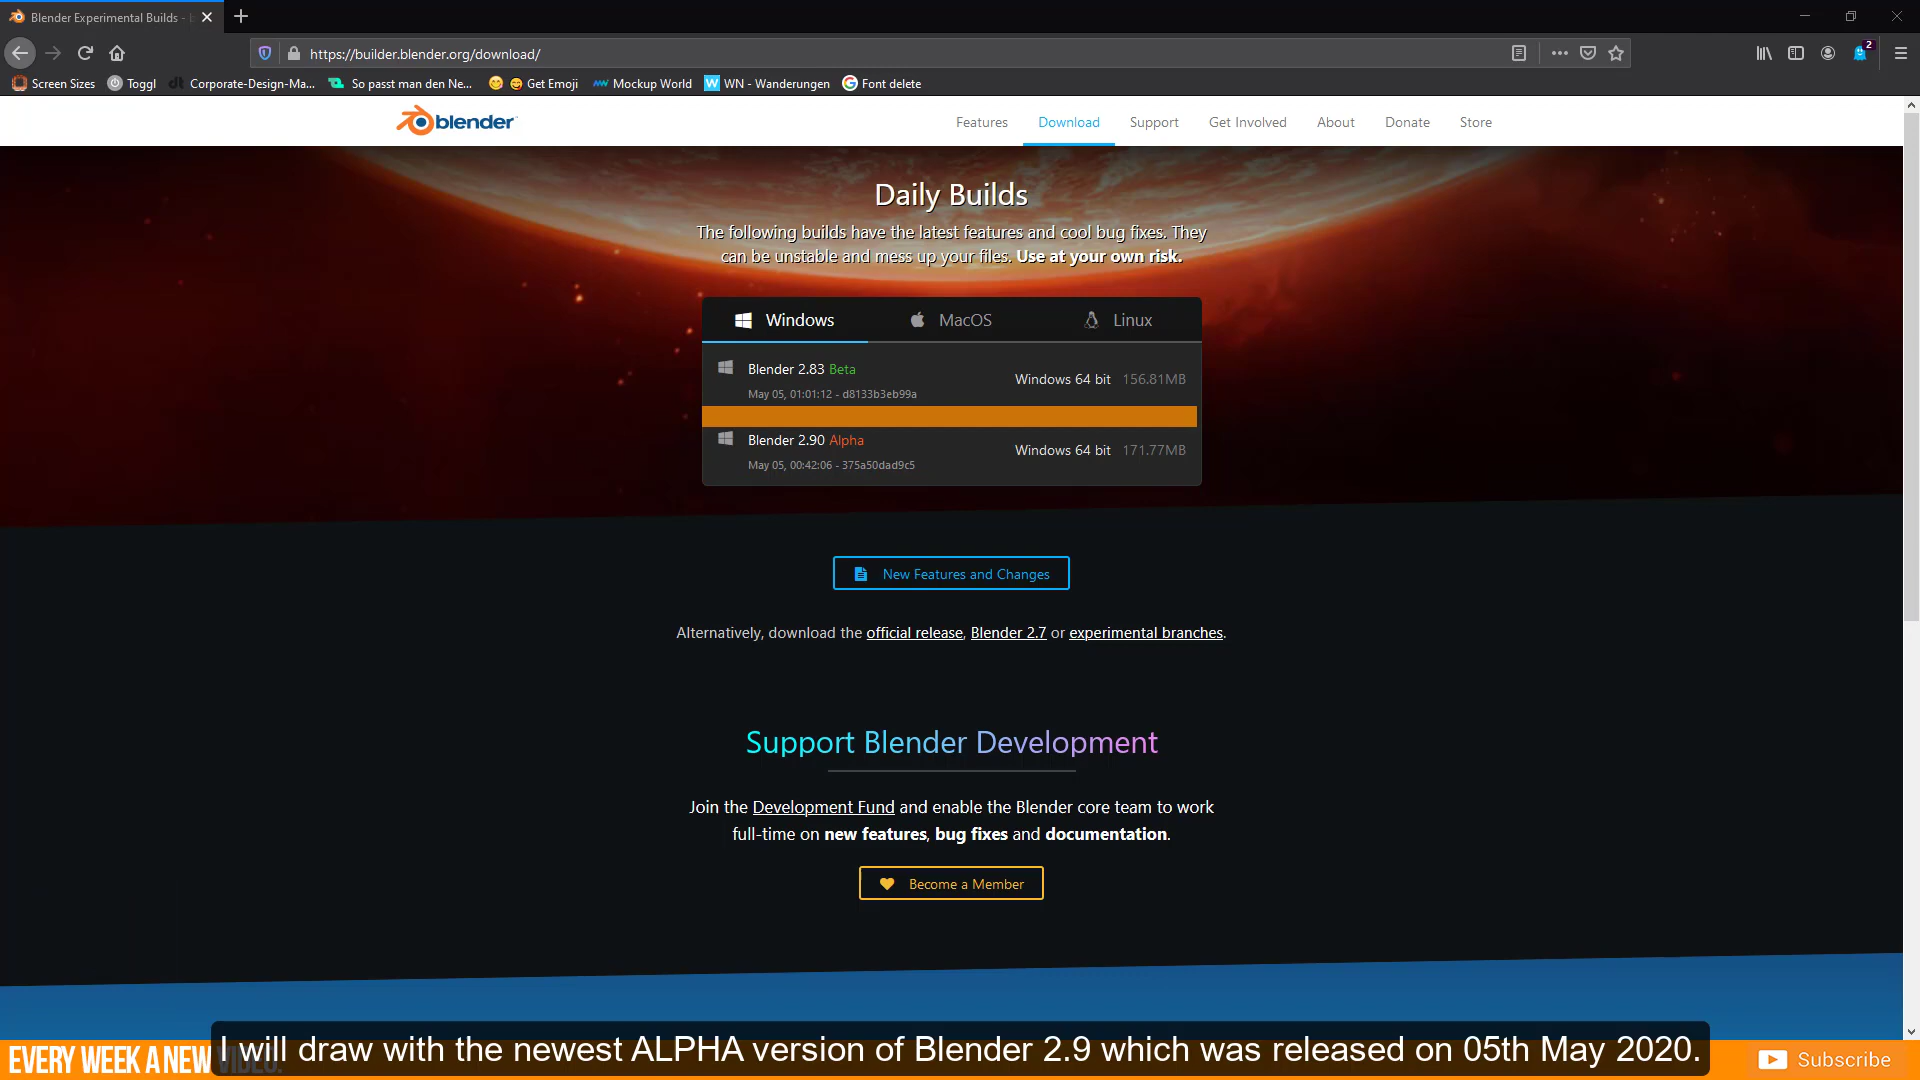 Blender Experimental Builds - b
https://builder.blender.org/download/
2
Screen Sizes Toggl Corporate-Design-Ma... So passt man den Ne... Get Emoji Mockup World WN - Wanderungen Font delete
blender Features Download Support Get Involved About Donate Store
Daily Builds
The following builds have the latest features and cool bug fixes. They
can be unstable and mess up your files. Use at your own risk.
Windows MacOS Linux
Blender 2.83 Beta
Windows 64 bit 156.81MB
May 05, 01:01:12 - d8133b3eb99a
Blender 2.90 Alpha
Windows 64 bit 171.77MB
May 05, 00:42:06 - 375a50dad9c5
New Features and Changes
Alternatively, download the official release, Blender 2.7 or experimental branches.
Support Blender Development
Join the Development Fund and enable the Blender core team to work
full-time on new features, bug fixes and documentation.
Become a Member
I will draw with the newest ALPHA version of Blender 2.9 which was released on 05th May 2020.
EVERY WEEK A NEW VIDEO.
Subscribe